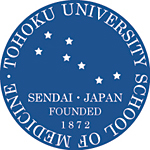 TOHOKU UNIVERSITY SCHOOL OF MEDICINE ·
SENDAI · JAPAN
FOUNDED
1872